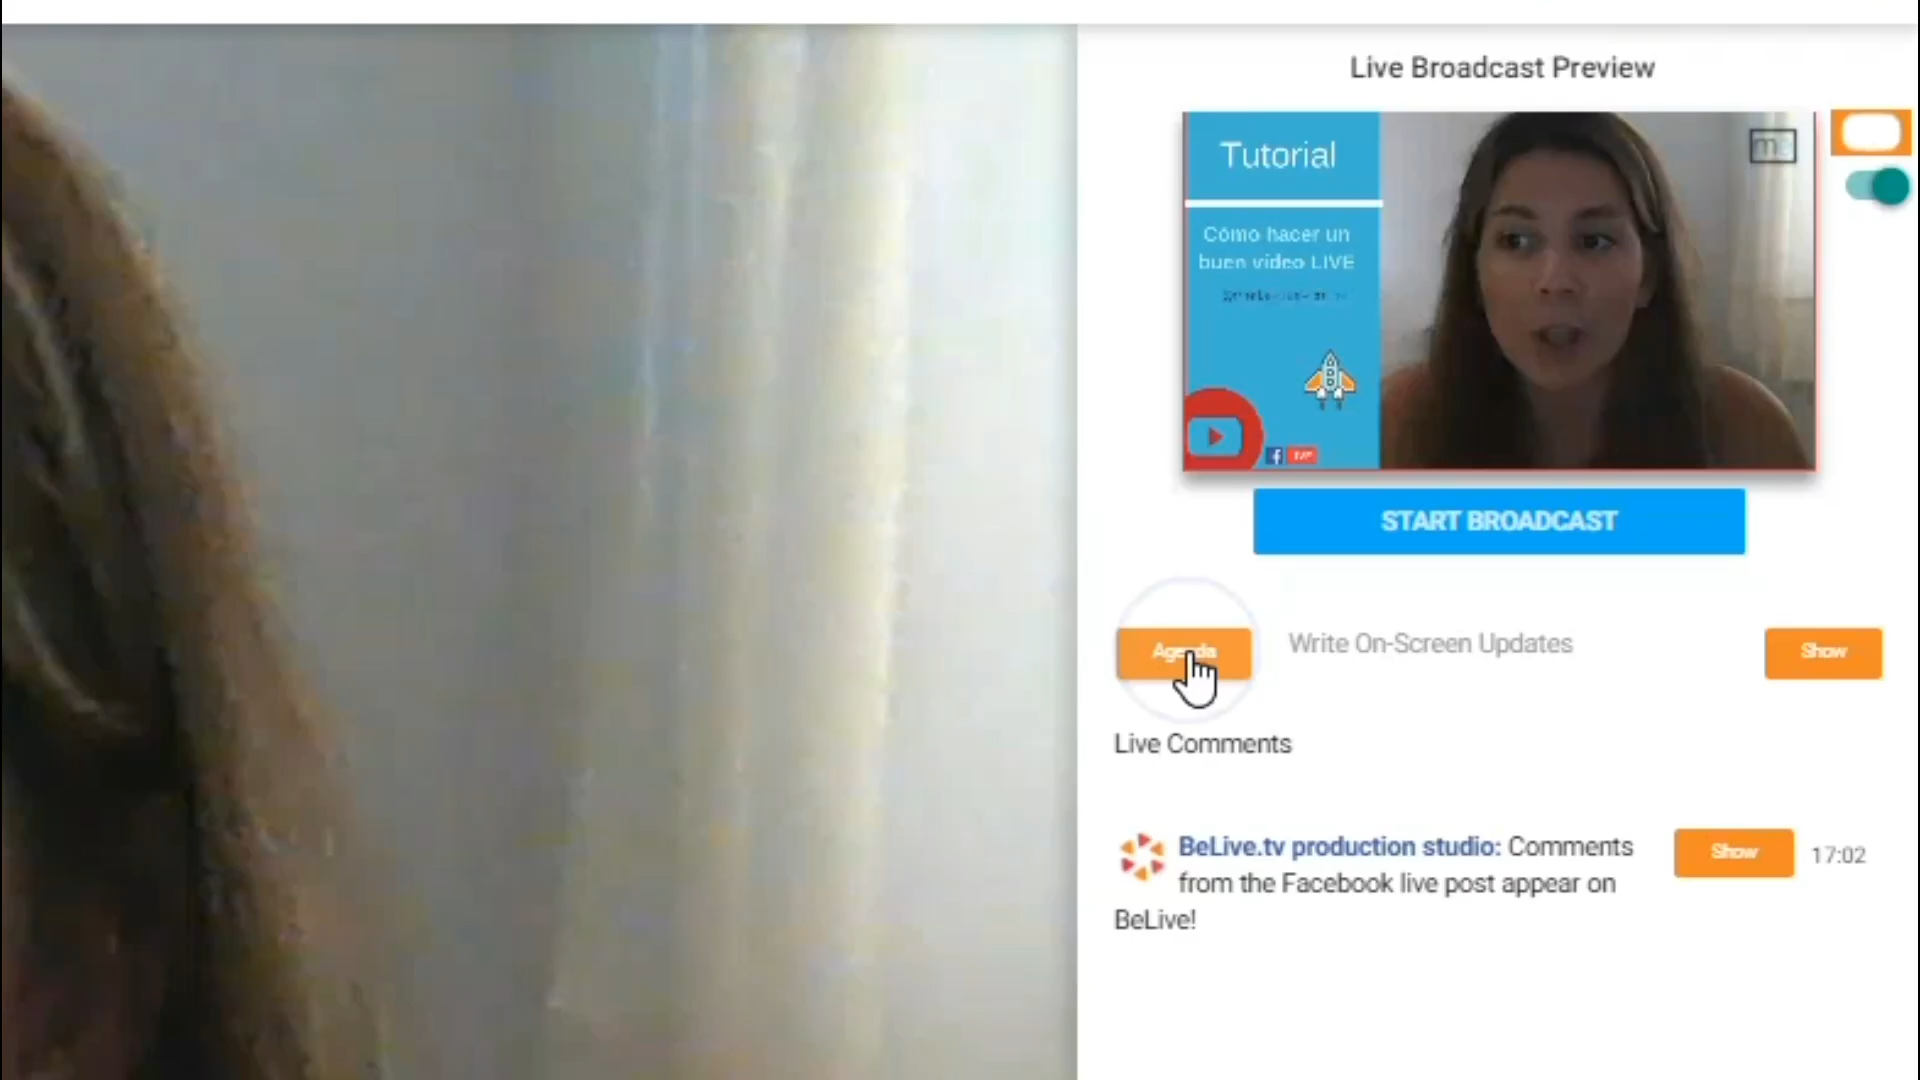 Live Broadcast Preview
Tutorial
m
Cómo hacer un
buen video LIVE
START BROADCAST
Agenda
Write On-Screen Updates
Show
Live Comments
BeLive.tv production studio: Comments
from the Facebook live post appear on
BeLive!
Show
17:02